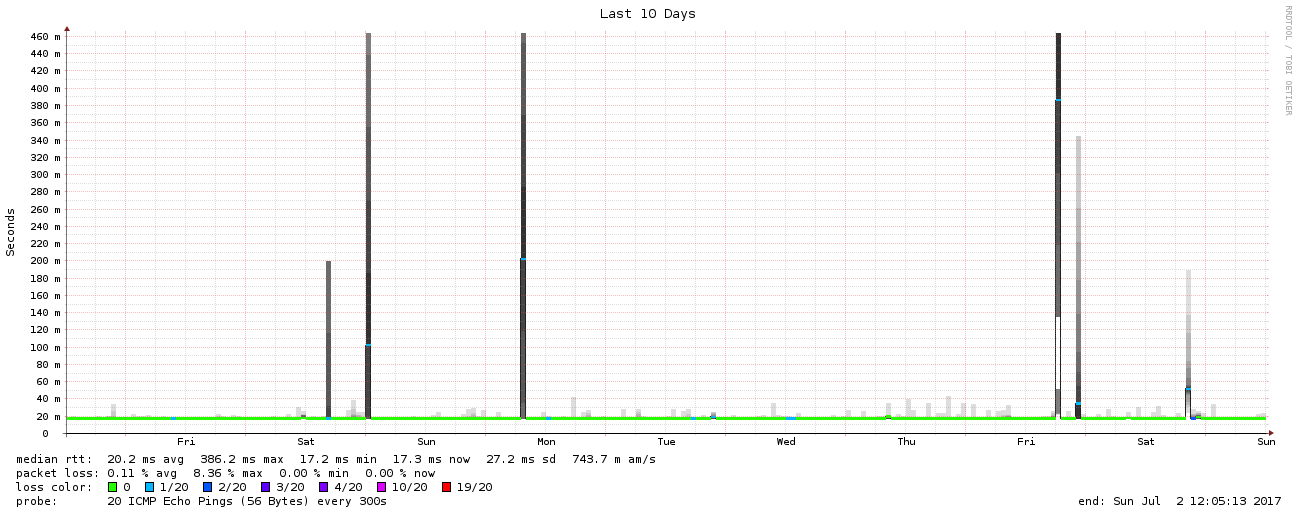 Last 10 Days
RRDTOOL / TOBI OETIKER
Seconds
460 m
440 m
420 m
400 m
380 m
360 m
340 m
320 m
300 m
280 m
260 m
240 m
220 m
200 m
180 m
160 m
140 m
120 m
100 m
80 m
60 m
40 m
20 m
0
Fri Sat Sun Mon Tue Wed Thu Fri Sat Sun
median rtt: 20.2 ms avg 386.2 ms max 17.2 ms min 17.3 ms now 27.2 ms sd 743.7 m am/s
packet loss: 0.11 % avg 8.36 % max 0.00 % min 0.00 % now
loss color: 0 1/20 2/20 3/20 4/20 10/20 19/20
probe: 20 ICMP Echo Pings (56 Bytes) every 300s end: Sun Jul 2 12:05:13 2017